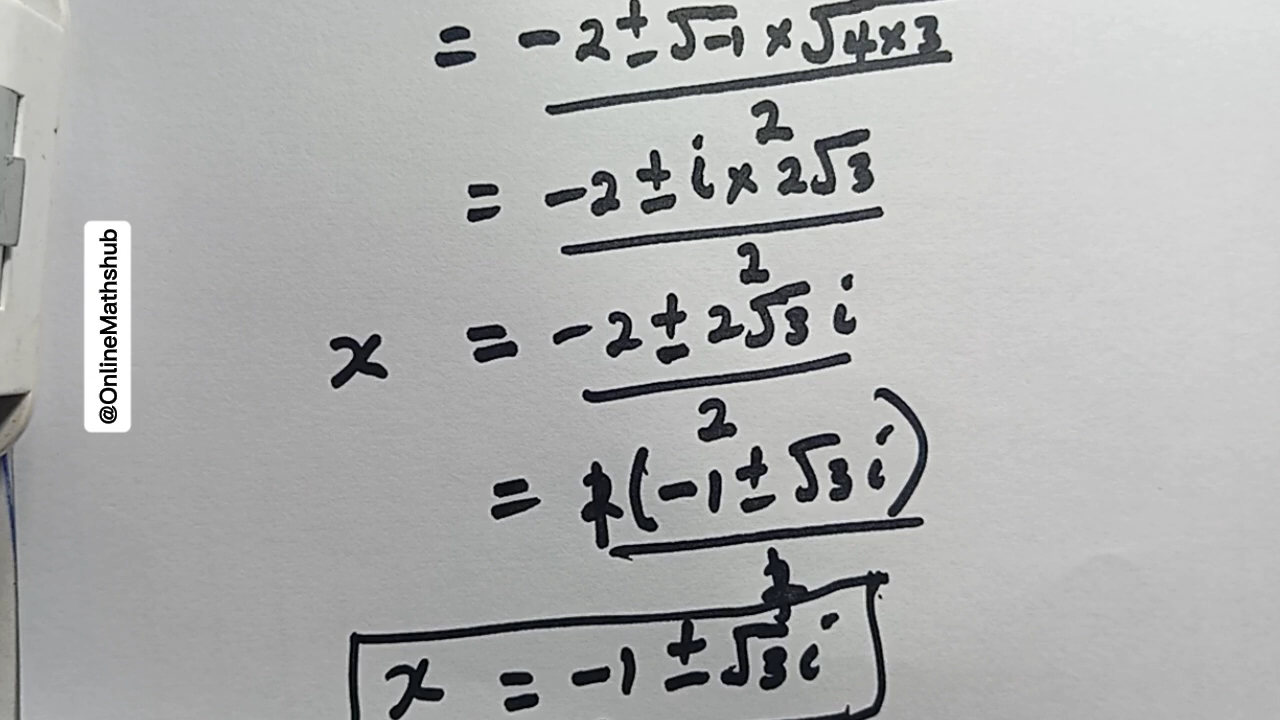 = -2 ± √-1 × √4×3
2
= -2 ± i × 2√3
2
x = -2 ± 2√3 i
2
= 2(-1 ± √3 i)
2
x = -1 ± √3 i
@OnlineMathshub